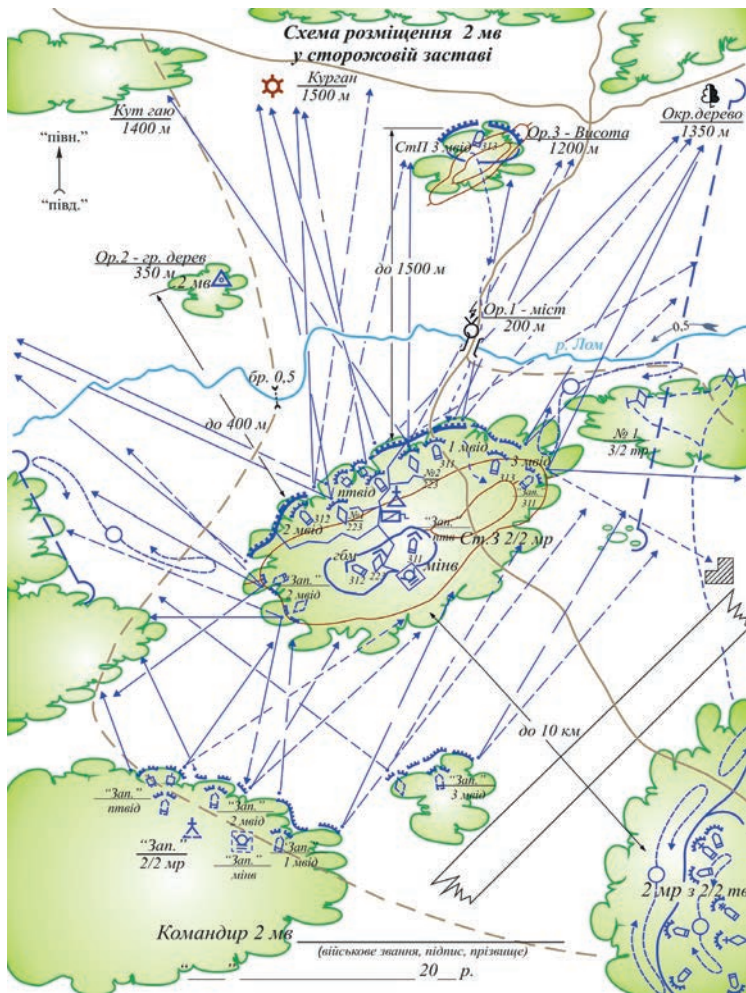 Схема розміщення 2 мв
у сторожовій заставі
Курган
1500 м
Кут гаю
1400 м
Окр.дерево
1350 м
"півн."
"півд."
СтП 3 мвід
313
Ор.3 - Висота
1200 м
Ор.2 - гр. дерев
350 м
2 мв
до 1500 м
Ор.1 - міст
200 м
р. Лом
0,5
бр. 0,5
до 400 м
№ 1
3/2 тр
1 мвід
311
3 мвід
313
"Зап."
311
№2
223
птвід
2 мвід
312
№1
223
"Зап."
птв
Ст.З 2/2 мр
гбм
311
223
312
мінв
"Зап."
2 мвід
до 10 км
"Зап."
птвід
"Зап."
2 мвід
"Зап."
3 мвід
"Зап."
2/2 мр
"Зап."
мінв
"Зап."
1 мвід
2 мр з 2/2 тв
Командир 2 мв
(військове звання, підпис, прізвище)
"____" ____________________ 20__ р.